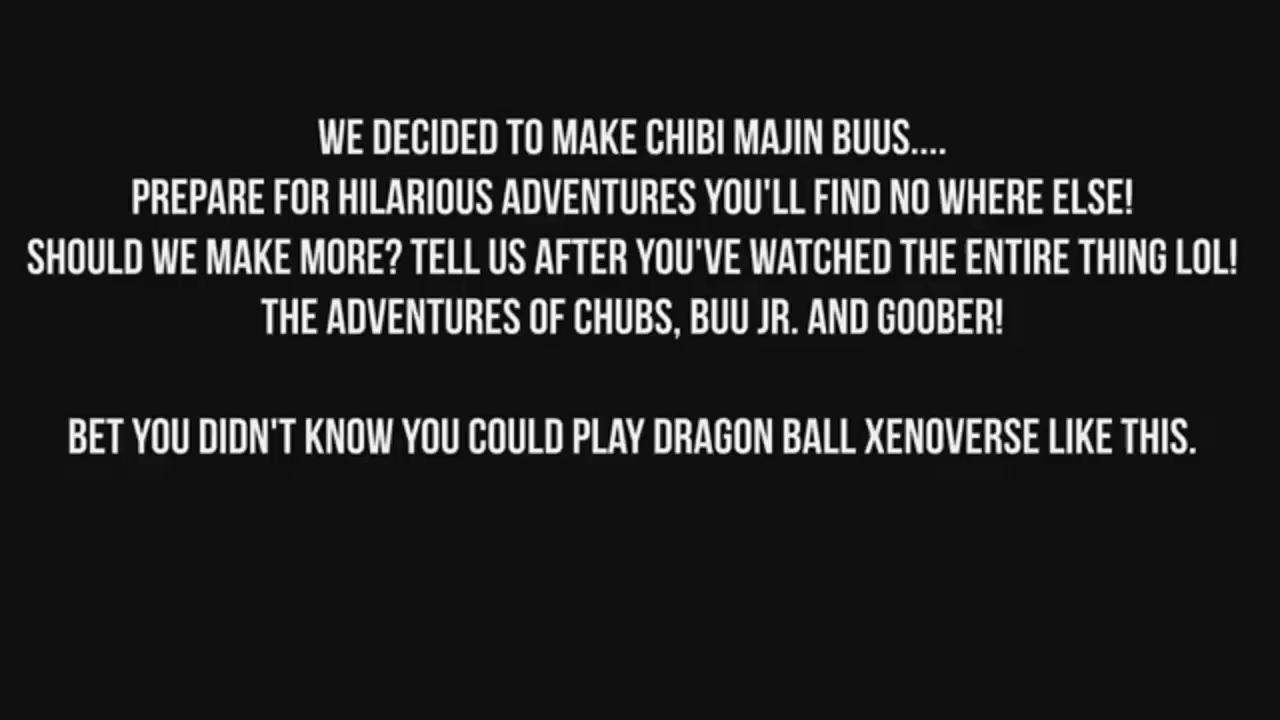 WE DECIDED TO MAKE CHIBI MAJIN BUUS....
PREPARE FOR HILARIOUS ADVENTURES YOU'LL FIND NO WHERE ELSE!
SHOULD WE MAKE MORE? TELL US AFTER YOU'VE WATCHED THE ENTIRE THING LOL!
THE ADVENTURES OF CHUBS, BUU JR. AND GOOBER!
BET YOU DIDN'T KNOW YOU COULD PLAY DRAGON BALL XENOVERSE LIKE THIS.